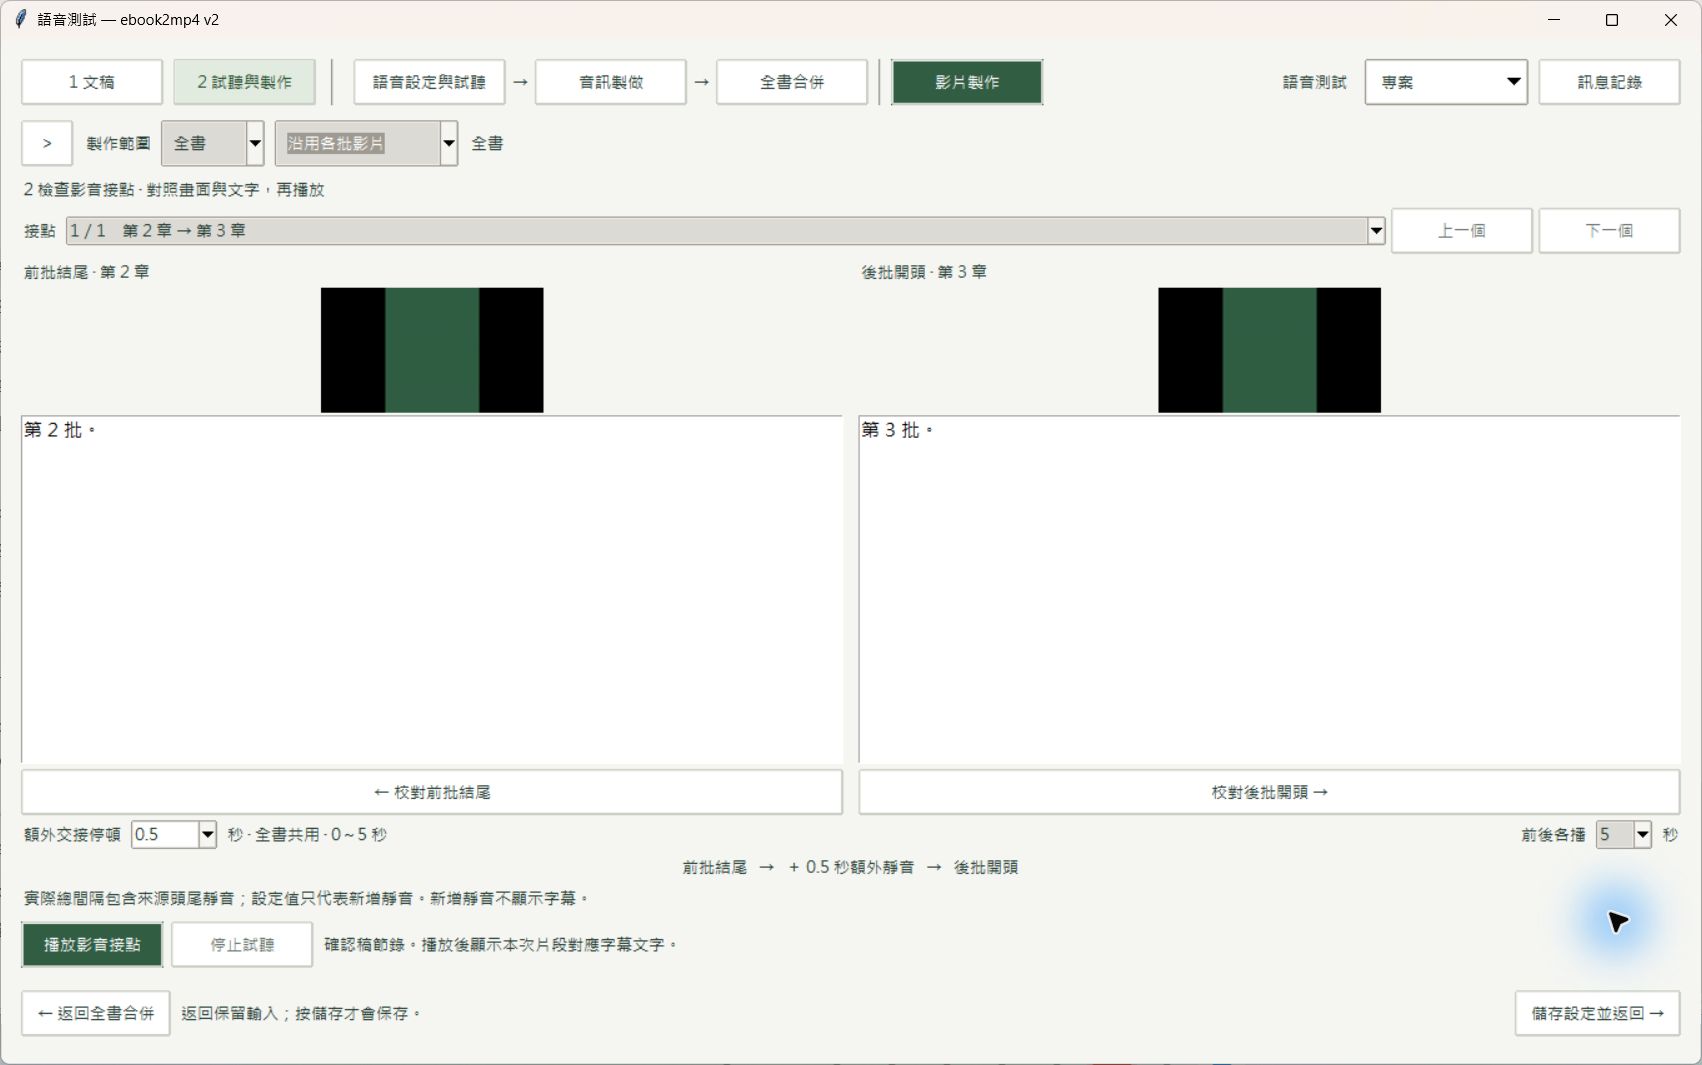 語音測試 — ebook2mp4 v2
1 文稿 2 試聽與製作 語音設定與試聽 → 音訊製做 → 全書合併 影片製作 語音測試 專案 訊息記錄
> 製作範圍 全書 沿用各批影片 全書
2 檢查影音接點 · 對照畫面與文字，再播放
接點 1 / 1 第 2 章 → 第 3 章 上一個 下一個
前批結尾 · 第 2 章 後批開頭 · 第 3 章
第 2 批。 第 3 批。
← 校對前批結尾 校對後批開頭 →
額外交接停頓 0.5 秒 · 全書共用 · 0 ~ 5 秒 前後各播 5 秒
前批結尾 → + 0.5 秒額外靜音 → 後批開頭
實際總間隔包含來源頭尾靜音；設定值只代表新增靜音。新增靜音不顯示字幕。
播放影音接點 停止試聽 確認稿節錄。播放後顯示本次片段對應字幕文字。
← 返回全書合併 返回保留輸入；按儲存才會保存。 儲存設定並返回 →